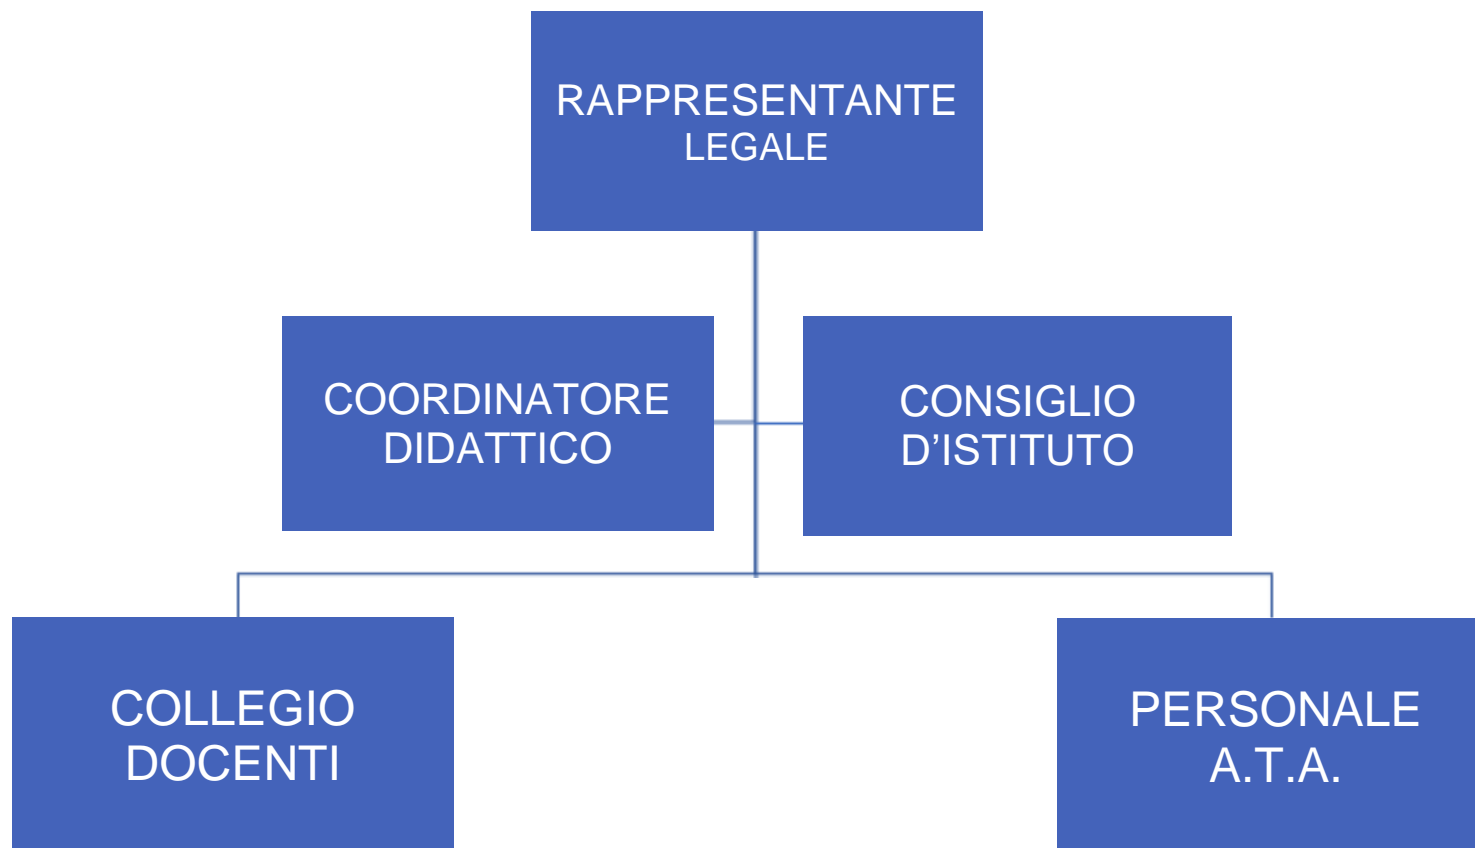 RAPPRESENTANTE
LEGALE
COORDINATORE
DIDATTICO
CONSIGLIO
D’ISTITUTO
COLLEGIO
DOCENTI
PERSONALE
A.T.A.